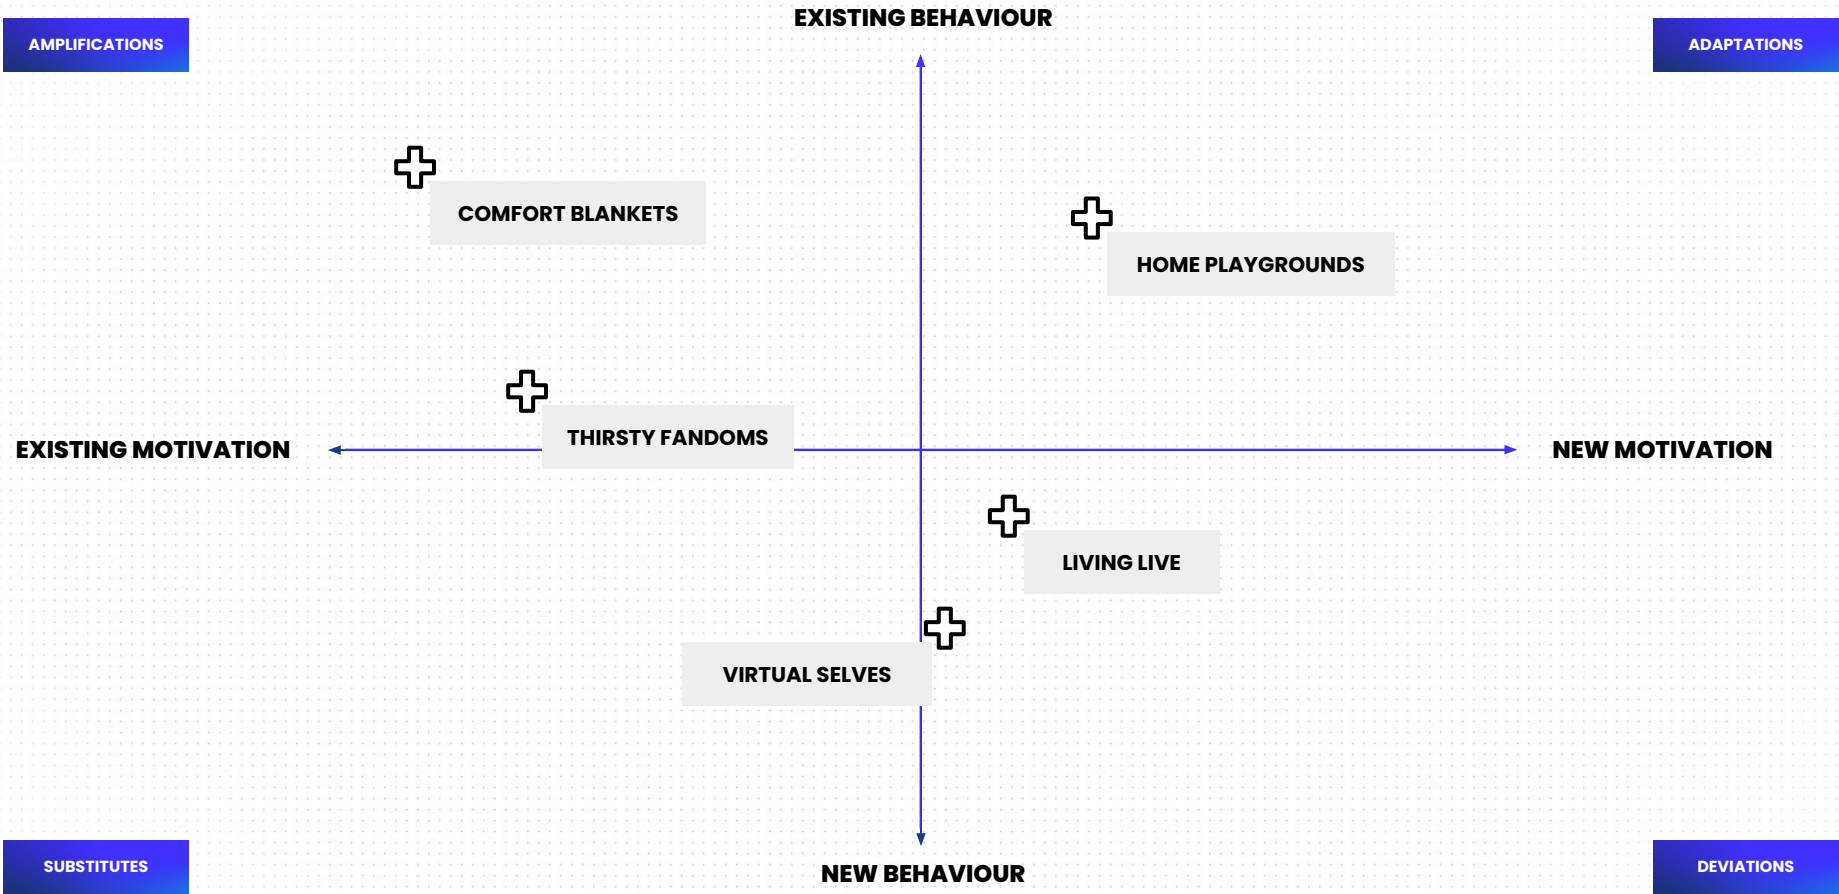 EXISTING BEHAVIOUR
AMPLIFICATIONS
ADAPTATIONS
COMFORT BLANKETS
HOME PLAYGROUNDS
THIRSTY FANDOMS
EXISTING MOTIVATION
NEW MOTIVATION
LIVING LIVE
VIRTUAL SELVES
SUBSTITUTES
DEVIATIONS
NEW BEHAVIOUR